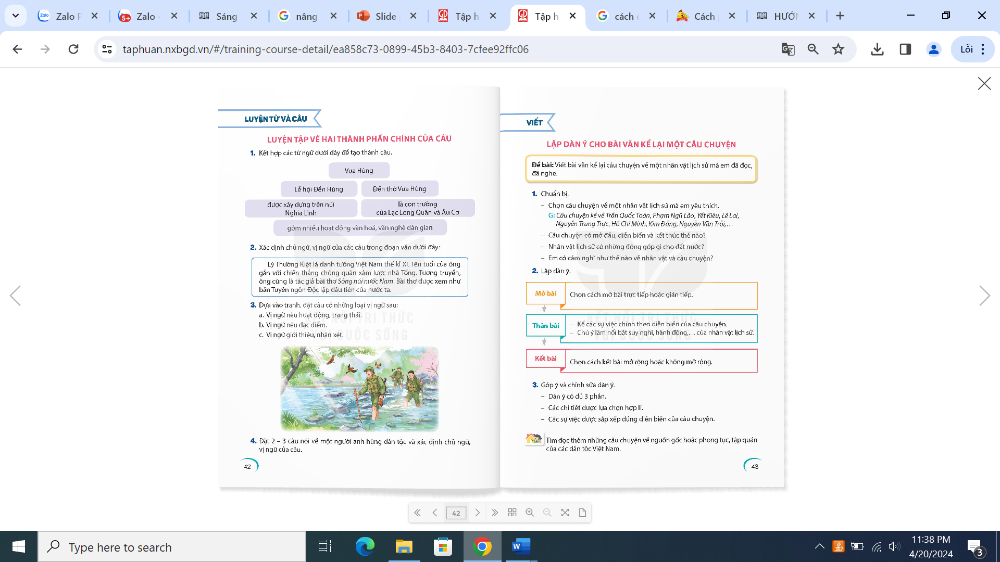 Zalo P
Zalo -
Sáng
nâng
Slide
Tập h
Tập h
cách
Cách
HƯỚN
taphuan.nxbgd.vn/#/training-course-detail/ea858c73-0899-45b3-8403-7cfee92ffc06
Lỗi
LUYỆN TỪ VÀ CÂU
LUYỆN TẬP VỀ HAI THÀNH PHẦN CHÍNH CỦA CÂU
1. Kết hợp các từ ngữ dưới đây để tạo thành câu.
Vua Hùng
Lễ hội Đền Hùng
Đền thờ Vua Hùng
được xây dựng trên núi
Nghĩa Lĩnh
là con trưởng
của Lạc Long Quân và Âu Cơ
gồm nhiều hoạt động văn hoá, văn nghệ dân gian
2. Xác định chủ ngữ, vị ngữ của các câu trong đoạn văn dưới đây:
Lý Thường Kiệt là danh tướng Việt Nam thế kỉ XI. Tên tuổi của ông
gắn với chiến thắng chống quân xâm lược nhà Tống. Tương truyền,
ông cũng là tác giả bài thơ Sông núi nước Nam. Bài thơ được xem như
bản Tuyên ngôn Độc lập đầu tiên của nước ta.
3. Dựa vào tranh, đặt câu có những loại vị ngữ sau:
a. Vị ngữ nêu hoạt động, trạng thái.
b. Vị ngữ nêu đặc điểm.
c. Vị ngữ giới thiệu, nhận xét.
4. Đặt 2 – 3 câu nói về một người anh hùng dân tộc và xác định chủ ngữ,
vị ngữ của câu.
42
VIẾT
LẬP DÀN Ý CHO BÀI VĂN KỂ LẠI MỘT CÂU CHUYỆN
Đề bài: Viết bài văn kể lại câu chuyện về một nhân vật lịch sử mà em đã đọc,
đã nghe.
1. Chuẩn bị.
– Chọn câu chuyện về một nhân vật lịch sử mà em yêu thích.
G: Câu chuyện kể về Trần Quốc Toản, Phạm Ngũ Lão, Yết Kiêu, Lê Lai,
Nguyễn Trung Trực, Hồ Chí Minh, Kim Đồng, Nguyễn Văn Trỗi,...
– Câu chuyện có mở đầu, diễn biến và kết thúc thế nào?
– Nhân vật lịch sử có những đóng góp gì cho đất nước?
– Em có cảm nghĩ như thế nào về nhân vật và câu chuyện?
2. Lập dàn ý.
Mở bài
Chọn cách mở bài trực tiếp hoặc gián tiếp.
Thân bài
– Kể các sự việc chính theo diễn biến của câu chuyện.
– Chú ý làm nổi bật suy nghĩ, hành động,... của nhân vật lịch sử.
Kết bài
Chọn cách kết bài mở rộng hoặc không mở rộng.
3. Góp ý và chỉnh sửa dàn ý.
– Dàn ý có đủ 3 phần.
– Các chi tiết được lựa chọn hợp lí.
– Các sự việc được sắp xếp đúng diễn biến của câu chuyện.
Tìm đọc thêm những câu chuyện về nguồn gốc hoặc phong tục, tập quán
của các dân tộc Việt Nam.
43
KẾT NỐI TRI THỨC
VỚI CUỘC SỐNG
42
Type here to search
11:38 PM
4/20/2024
3